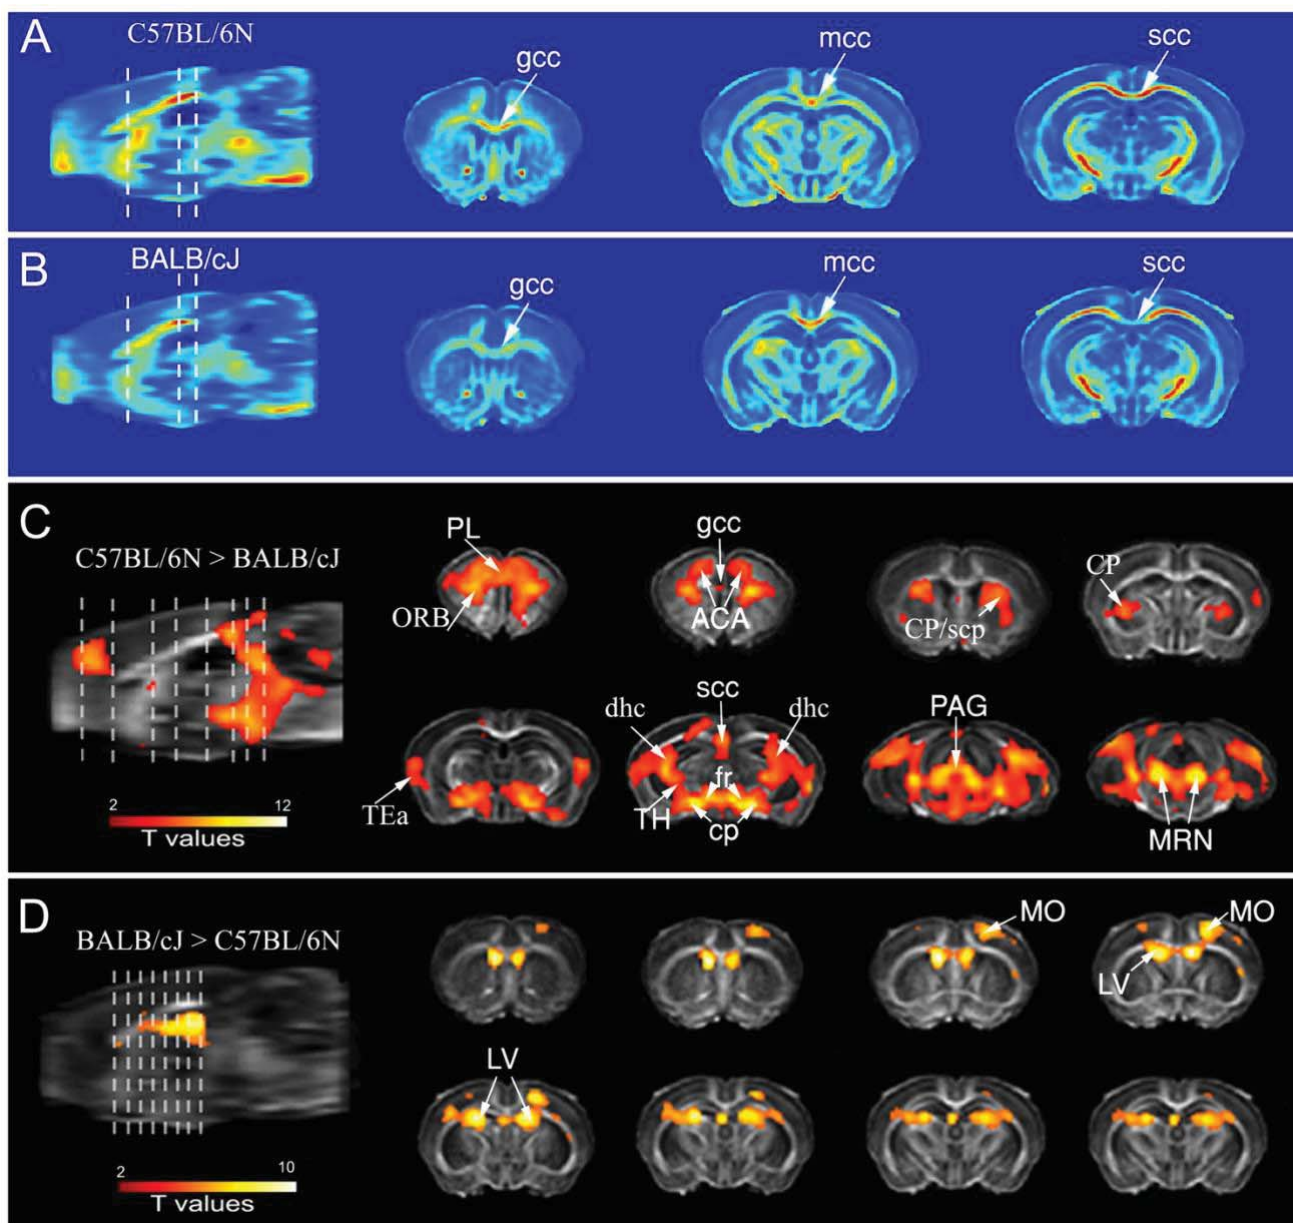 A
C57BL/6N
gcc
mcc
scc
B
BALB/cJ
gcc
mcc
scc
C
C57BL/6N > BALB/cJ
PL
ORB
gcc
ACA
CP/scp
CP
2
12
T values
TEa
dhc
scc
dhc
fr
TH
cp
PAG
MRN
D
BALB/cJ > C57BL/6N
MO
MO
LV
LV
2
10
T values